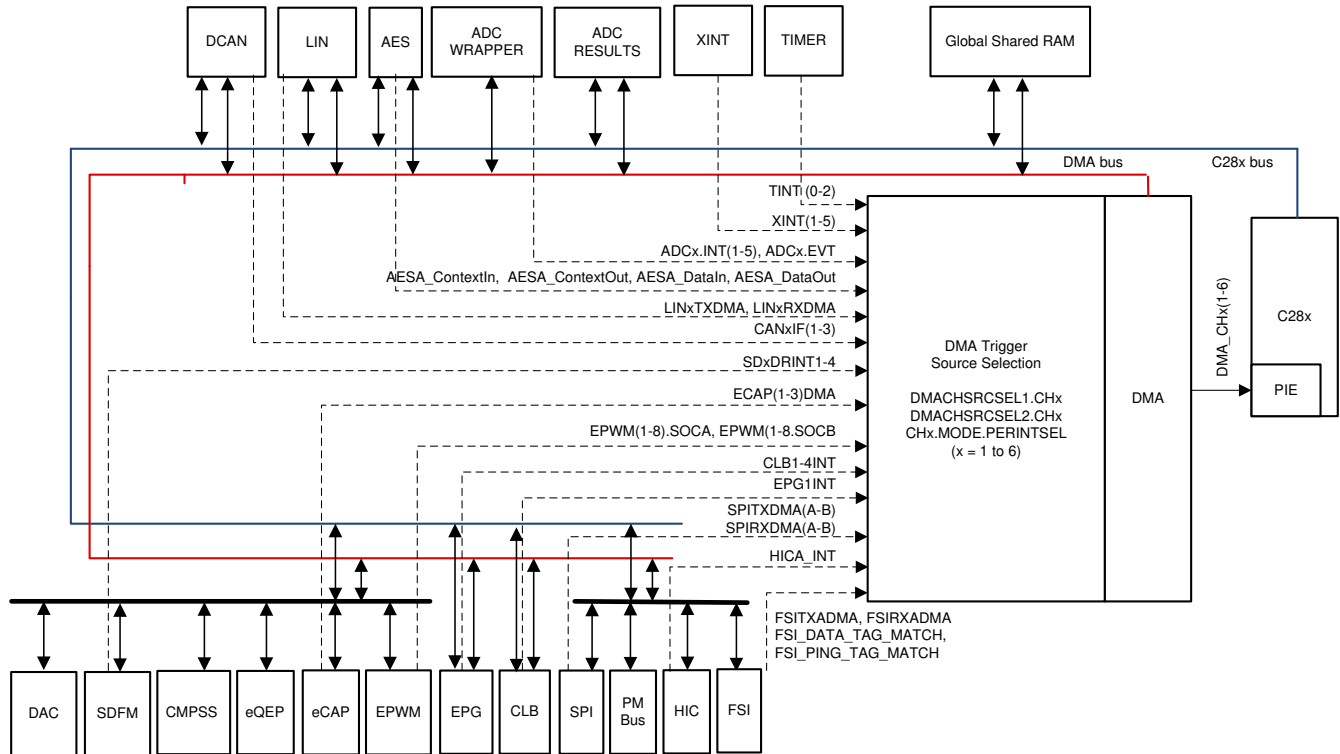 DCAN
LIN
AES
ADC
WRAPPER
ADC
RESULTS
XINT
TIMER
Global Shared RAM
DMA bus
C28x bus
TINT (0-2)
XINT(1-5)
ADCx.INT(1-5), ADCx.EVT
AESA_ContextIn, AESA_ContextOut, AESA_DataIn, AESA_DataOut
LINxTXDMA, LINxRXDMA
CANxIF(1-3)
SDxDRINT1-4
ECAP(1-3)DMA
EPWM(1-8).SOCA, EPWM(1-8.SOCB
CLB1-4INT
EPG1INT
SPITXDMA(A-B)
SPIRXDMA(A-B)
HICA_INT
FSITXADMA, FSIRXADMA
FSI_DATA_TAG_MATCH,
FSI_PING_TAG_MATCH
DMA Trigger
Source Selection
DMACHSRCSEL1.CHx
DMACHSRCSEL2.CHx
CHx.MODE.PERINTSEL
(x = 1 to 6)
DMA
DMA_CHx(1-6)
C28x
PIE
DAC
SDFM
CMPSS
eQEP
eCAP
EPWM
EPG
CLB
SPI
PM
Bus
HIC
FSI